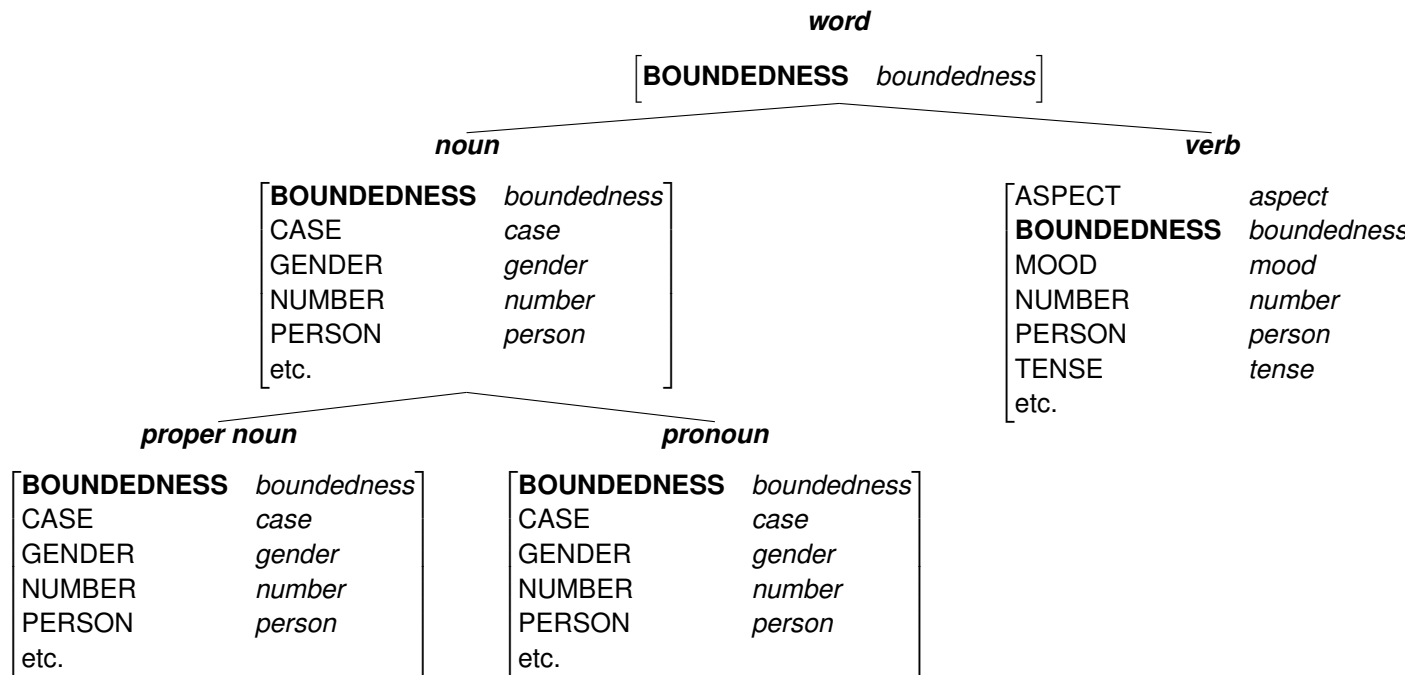 word
BOUNDEDNESS boundedness
noun
BOUNDEDNESS boundedness
CASE case
GENDER gender
NUMBER number
PERSON person
etc.
verb
ASPECT aspect
BOUNDEDNESS boundedness
MOOD mood
NUMBER number
PERSON person
TENSE tense
etc.
proper noun
BOUNDEDNESS boundedness
CASE case
GENDER gender
NUMBER number
PERSON person
etc.
pronoun
BOUNDEDNESS boundedness
CASE case
GENDER gender
NUMBER number
PERSON person
etc.